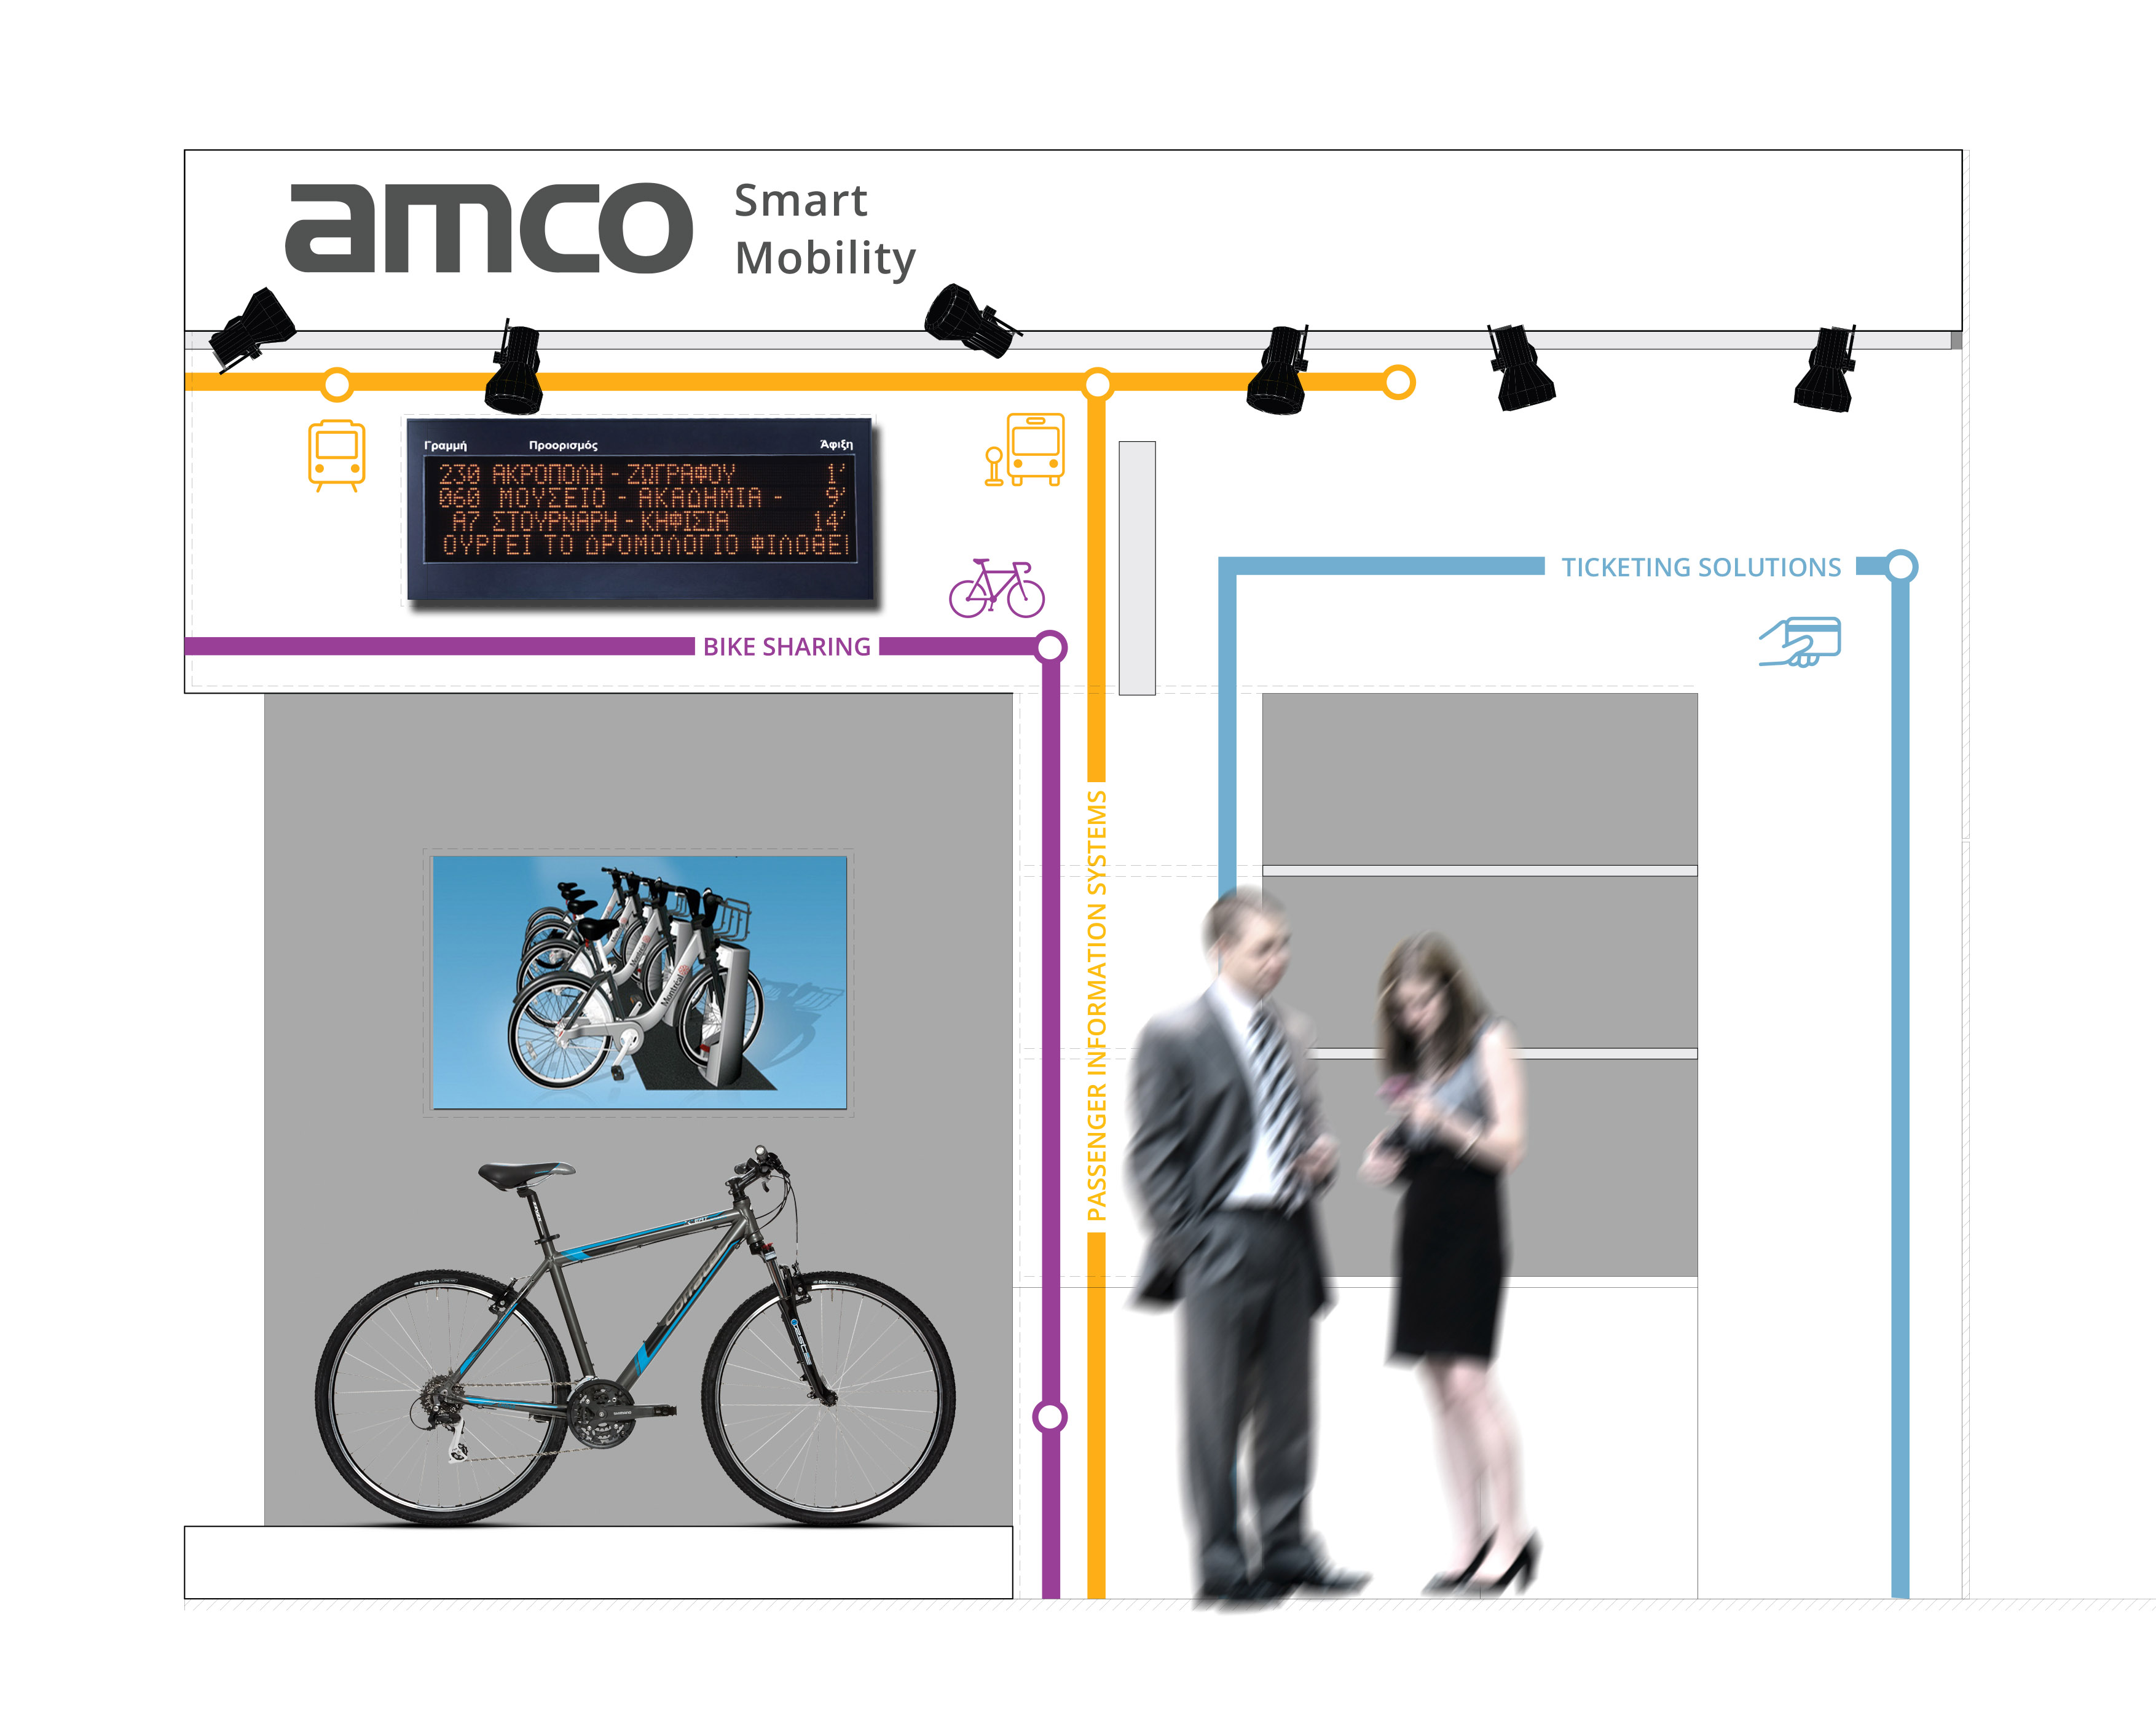 amco
Smart
Mobility
Γραμμή Προορισμός Άφιξη
230 ΑΚΡΟΠΟΛΗ - ΖΩΓΡΑΦΟΥ 1'
060 ΜΟΥΣΕΙΟ - ΑΚΑΔΗΜΙΑ - 9'
Α7 ΣΤΟΥΡΝΑΡΗ - ΚΗΦΙΣΙΑ 14'
ΟΥΡΓΕΙ ΤΟ ΔΡΟΜΟΛΟΓΙΟ ΦΙΛΟΘΕΙ
TICKETING SOLUTIONS
BIKE SHARING
PASSENGER INFORMATION SYSTEMS
Montréal